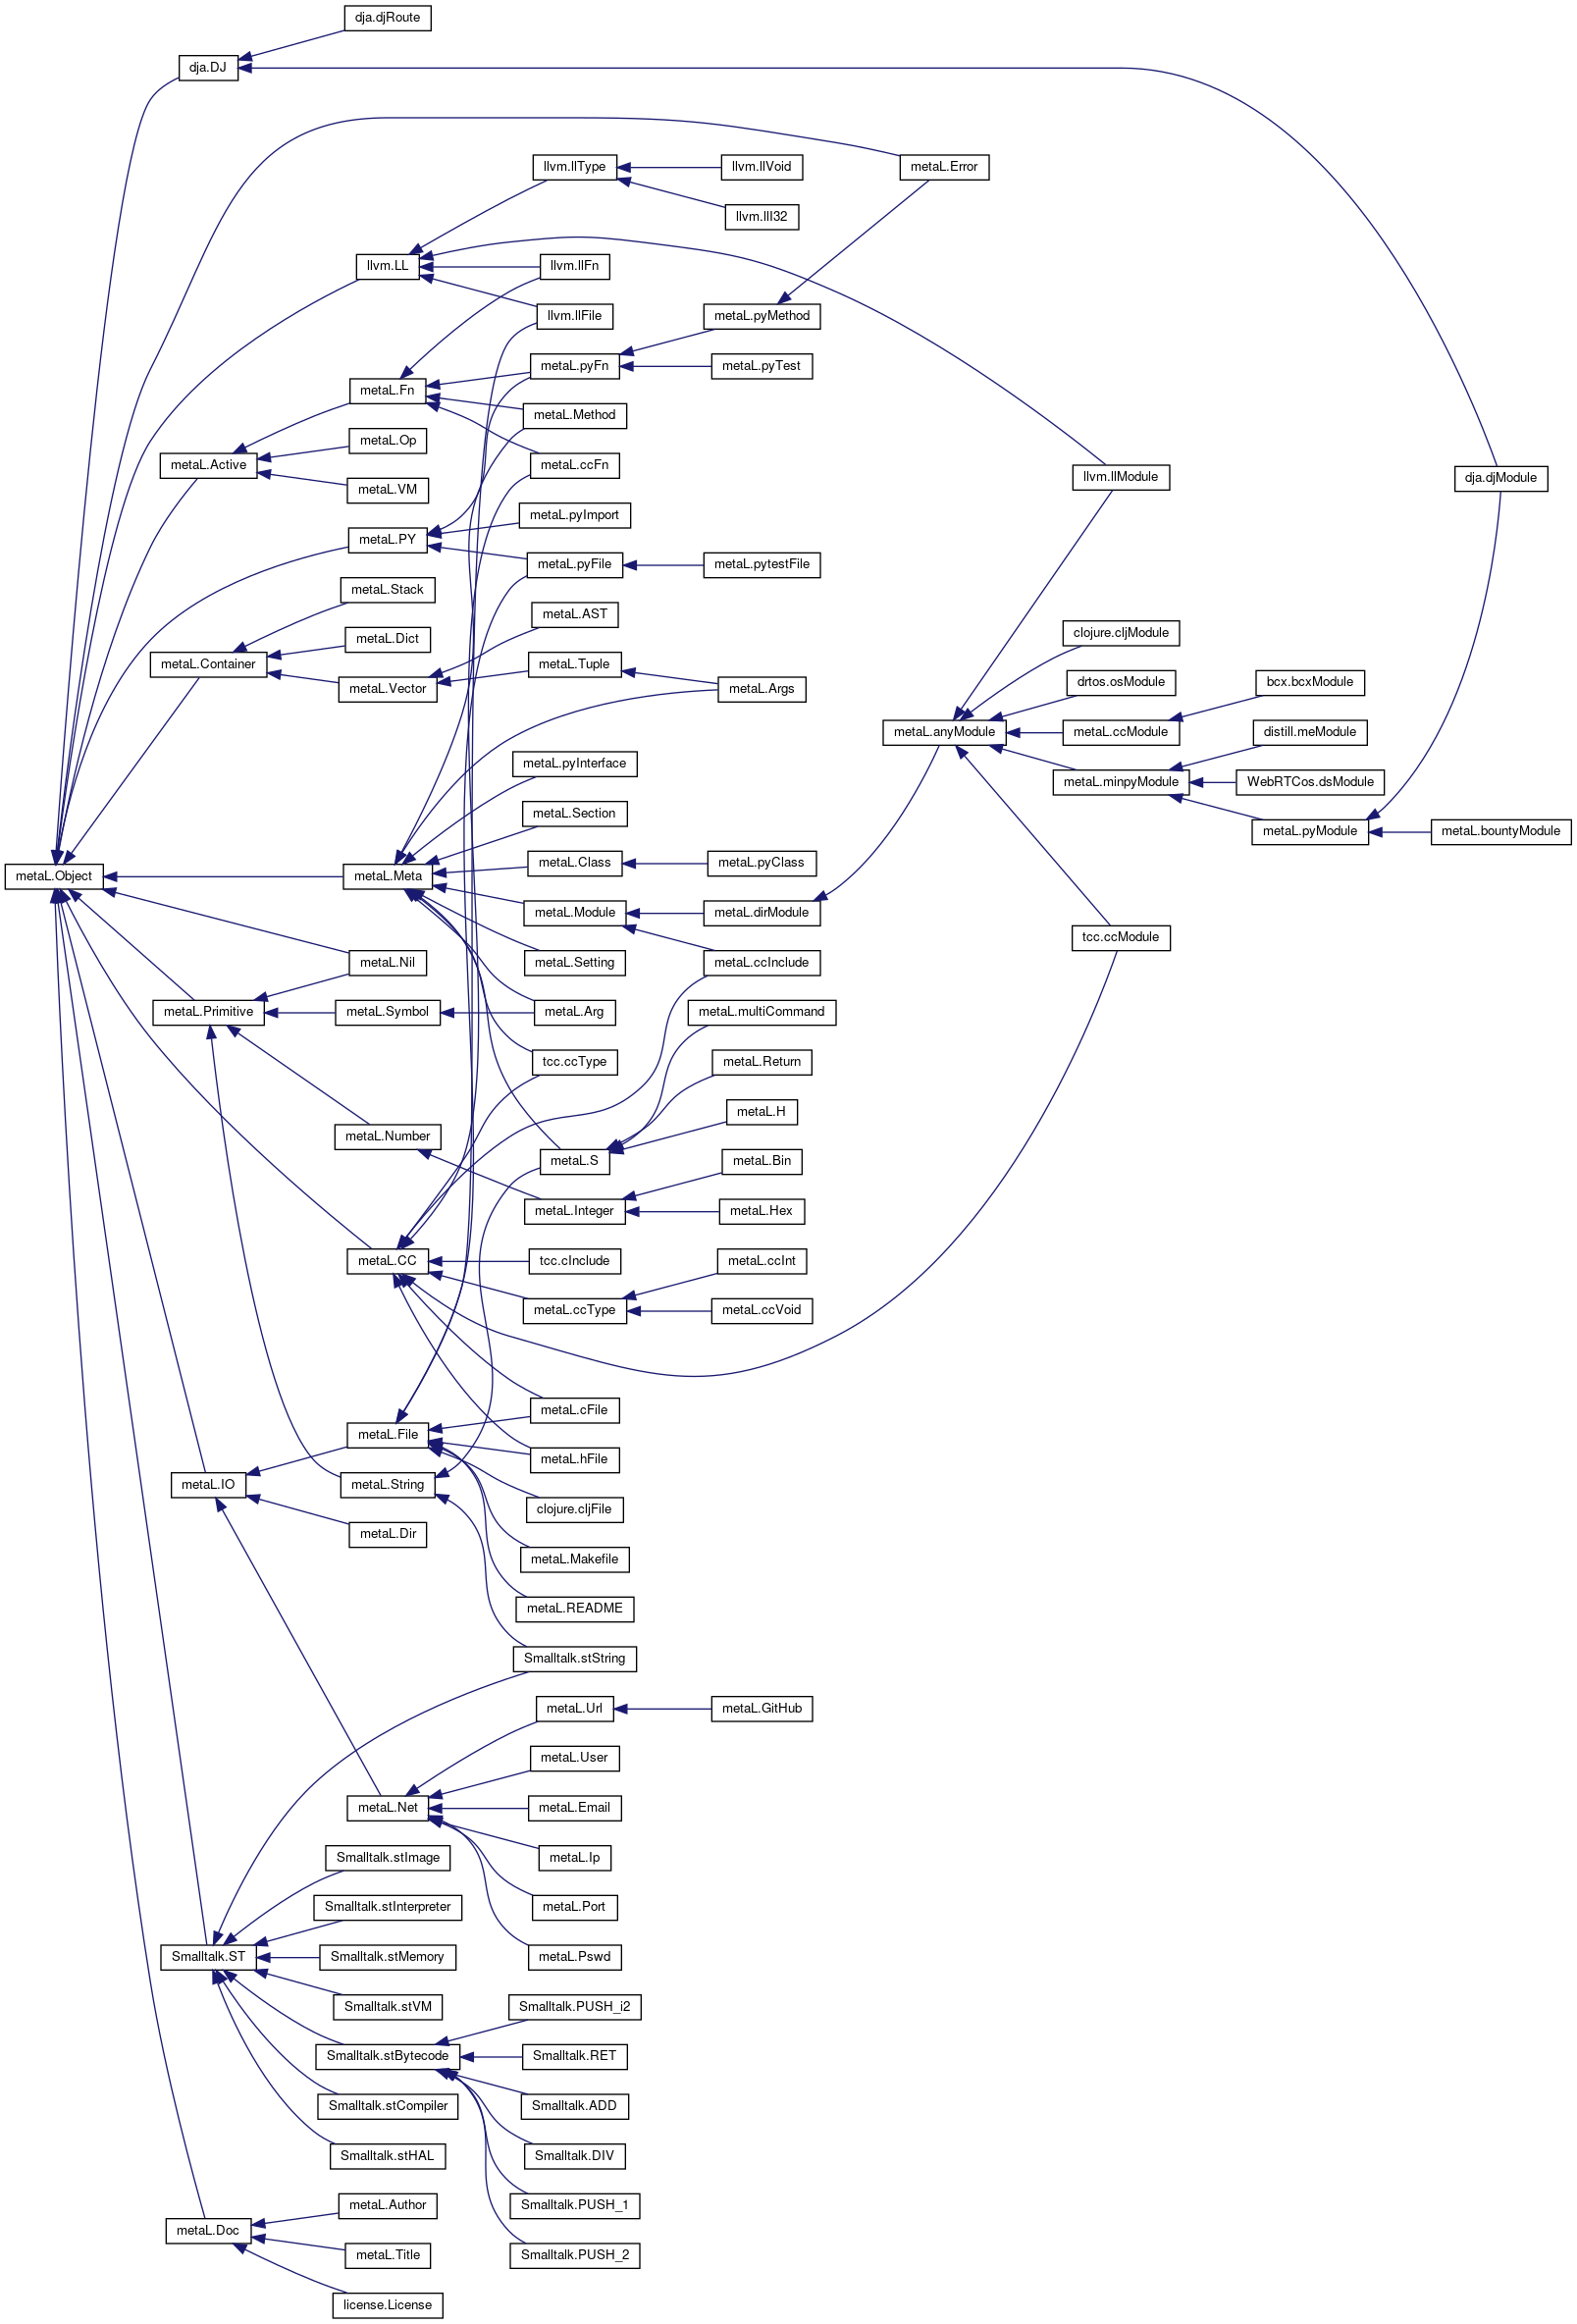 dja.djRoute
dja.DJ
llvm.llType
llvm.llVoid
metaL.Error
llvm.llI32
llvm.LL
llvm.llFn
llvm.llFile
metaL.pyMethod
metaL.pyFn
metaL.pyTest
metaL.Fn
metaL.Method
metaL.Op
metaL.Active
metaL.ccFn
llvm.llModule
dja.djModule
metaL.VM
metaL.pyImport
metaL.PY
metaL.pyFile
metaL.pytestFile
metaL.Stack
metaL.AST
metaL.Dict
clojure.cljModule
metaL.Container
metaL.Tuple
metaL.Vector
metaL.Args
drtos.osModule
bcx.bcxModule
metaL.anyModule
metaL.ccModule
distill.meModule
metaL.pyInterface
metaL.minpyModule
WebRTCos.dsModule
metaL.Section
metaL.pyModule
metaL.bountyModule
metaL.Class
metaL.pyClass
metaL.Object
metaL.Meta
metaL.Module
metaL.dirModule
tcc.ccModule
metaL.Nil
metaL.Setting
metaL.ccInclude
metaL.Primitive
metaL.Symbol
metaL.Arg
metaL.multiCommand
tcc.ccType
metaL.Return
metaL.H
metaL.Number
metaL.S
metaL.Bin
metaL.Integer
metaL.Hex
metaL.CC
tcc.cInclude
metaL.ccInt
metaL.ccType
metaL.ccVoid
metaL.cFile
metaL.File
metaL.hFile
metaL.IO
metaL.String
clojure.cljFile
metaL.Dir
metaL.Makefile
metaL.README
Smalltalk.stString
metaL.Url
metaL.GitHub
metaL.User
metaL.Net
metaL.Email
Smalltalk.stImage
metaL.Ip
Smalltalk.stInterpreter
metaL.Port
Smalltalk.ST
Smalltalk.stMemory
metaL.Pswd
Smalltalk.stVM
Smalltalk.PUSH_i2
Smalltalk.stBytecode
Smalltalk.RET
Smalltalk.stCompiler
Smalltalk.ADD
Smalltalk.stHAL
Smalltalk.DIV
metaL.Author
Smalltalk.PUSH_1
metaL.Doc
metaL.Title
Smalltalk.PUSH_2
license.License